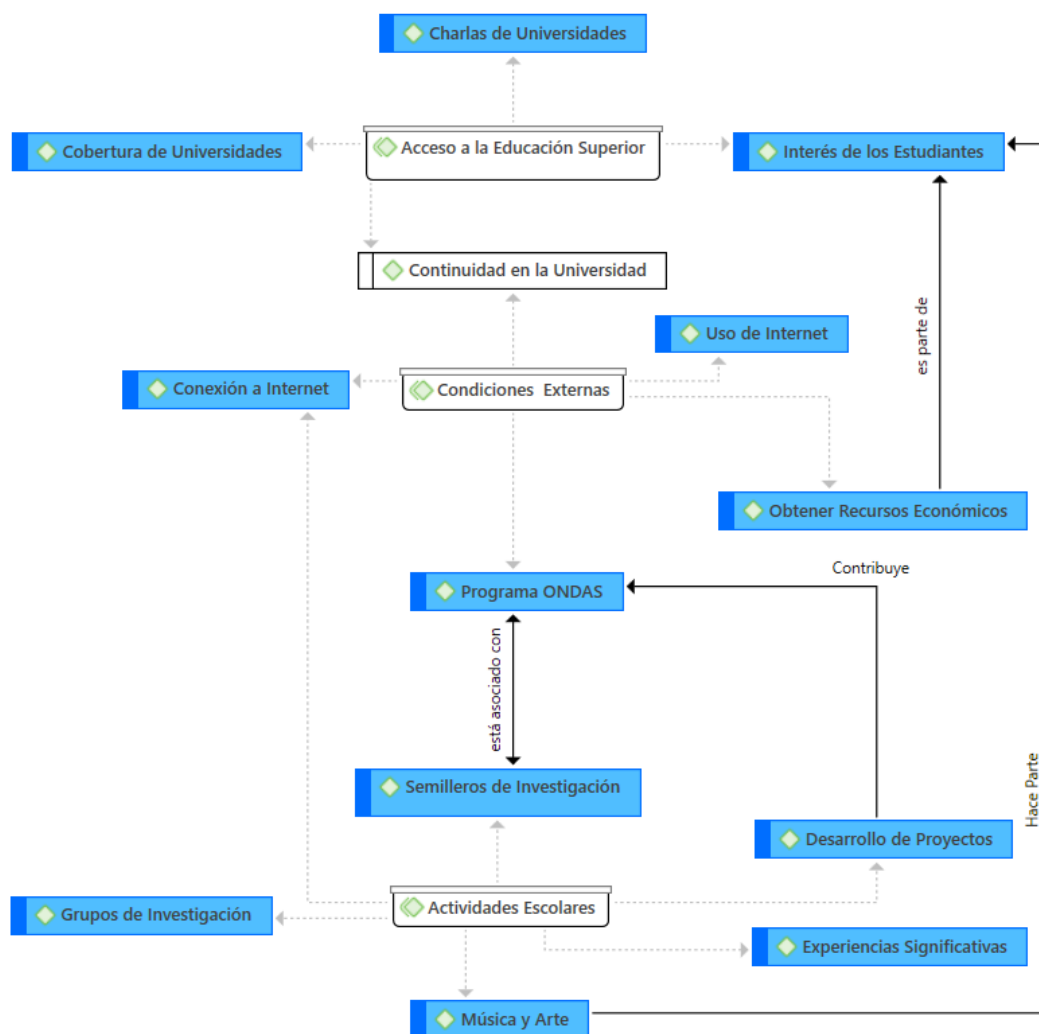 Charlas de Universidades
Cobertura de Universidades
Acceso a la Educación Superior
Interés de los Estudiantes
Continuidad en la Universidad
Uso de Internet
es parte de
Conexión a Internet
Condiciones Externas
Obtener Recursos Económicos
Contribuye
Programa ONDAS
está asociado con
Semilleros de Investigación
Hace Parte
Desarrollo de Proyectos
Grupos de Investigación
Actividades Escolares
Experiencias Significativas
Música y Arte